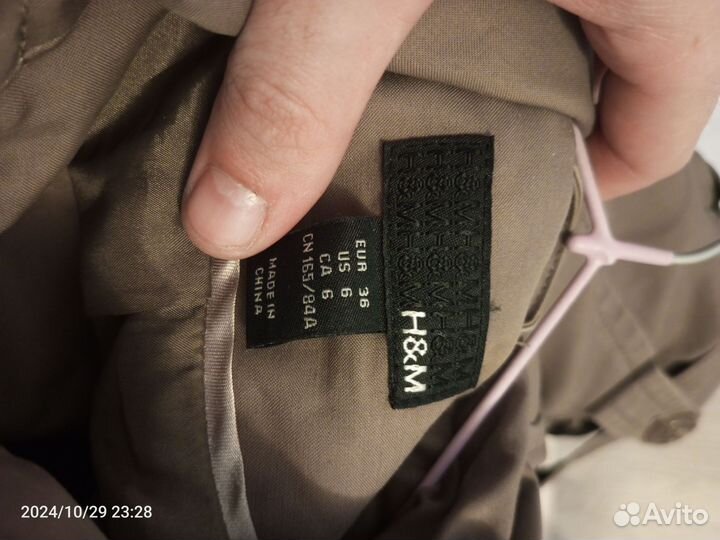 EUR 36
US 6
CA 6
CN 165/84A
MADE IN
CHINA
H&M
2024/10/29 23:28
Avito